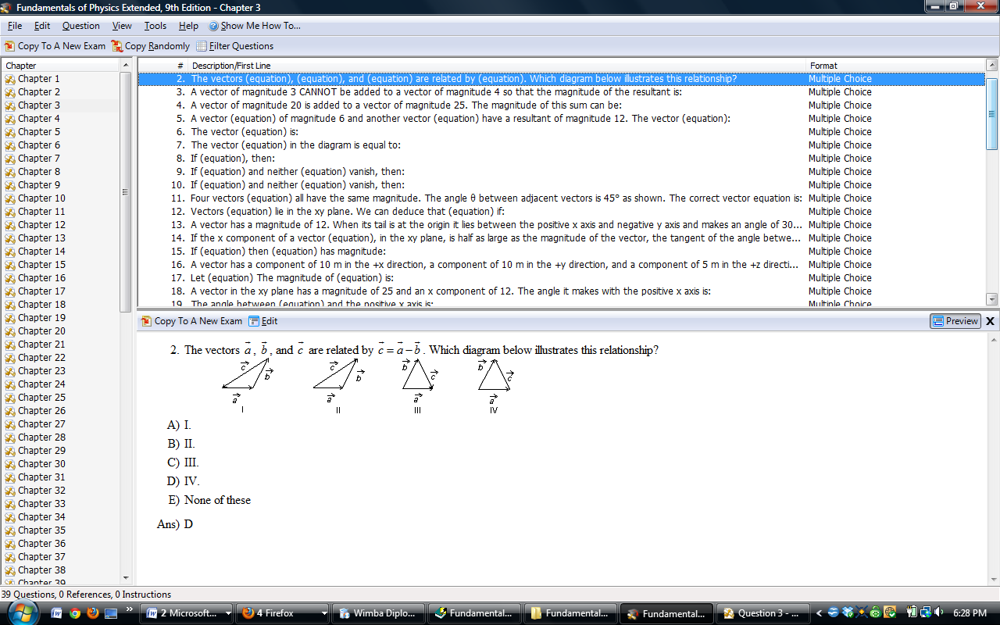 Fundamentals of Physics Extended, 9th Edition - Chapter 3
File Edit Question View Tools Help Show Me How To...
Copy To A New Exam Copy Randomly Filter Questions
Chapter
Chapter 1
Chapter 2
Chapter 3
Chapter 4
Chapter 5
Chapter 6
Chapter 7
Chapter 8
Chapter 9
Chapter 10
Chapter 11
Chapter 12
Chapter 13
Chapter 14
Chapter 15
Chapter 16
Chapter 17
Chapter 18
Chapter 19
Chapter 20
Chapter 21
Chapter 22
Chapter 23
Chapter 24
Chapter 25
Chapter 26
Chapter 27
Chapter 28
Chapter 29
Chapter 30
Chapter 31
Chapter 32
Chapter 33
Chapter 34
Chapter 35
Chapter 36
Chapter 37
Chapter 38
Chapter 39
# Description/First Line Format
2. The vectors (equation), (equation), and (equation) are related by (equation). Which diagram below illustrates this relationship? Multiple Choice
3. A vector of magnitude 3 CANNOT be added to a vector of magnitude 4 so that the magnitude of the resultant is: Multiple Choice
4. A vector of magnitude 20 is added to a vector of magnitude 25. The magnitude of this sum can be: Multiple Choice
5. A vector (equation) of magnitude 6 and another vector (equation) have a resultant of magnitude 12. The vector (equation): Multiple Choice
6. The vector (equation) is: Multiple Choice
7. The vector (equation) in the diagram is equal to: Multiple Choice
8. If (equation), then: Multiple Choice
9. If (equation) and neither (equation) vanish, then: Multiple Choice
10. If (equation) and neither (equation) vanish, then: Multiple Choice
11. Four vectors (equation) all have the same magnitude. The angle θ between adjacent vectors is 45° as shown. The correct vector equation is: Multiple Choice
12. Vectors (equation) lie in the xy plane. We can deduce that (equation) if: Multiple Choice
13. A vector has a magnitude of 12. When its tail is at the origin it lies between the positive x axis and negative y axis and makes an angle of 30... Multiple Choice
14. If the x component of a vector (equation), in the xy plane, is half as large as the magnitude of the vector, the tangent of the angle betwe... Multiple Choice
15. If (equation) then (equation) has magnitude: Multiple Choice
16. A vector has a component of 10 m in the +x direction, a component of 10 m in the +y direction, and a component of 5 m in the +z directi... Multiple Choice
17. Let (equation) The magnitude of (equation) is: Multiple Choice
18. A vector in the xy plane has a magnitude of 25 and an x component of 12. The angle it makes with the positive x axis is: Multiple Choice
19. The angle between (equation) and the positive x axis is: Multiple Choice
Copy To A New Exam Edit Preview X
2. The vectors a⃗, b⃗, and c⃗ are related by c⃗ = a⃗ − b⃗. Which diagram below illustrates this relationship?
c⃗ b⃗ a⃗ c⃗ b⃗ a⃗ b⃗ c⃗ a⃗ b⃗ c⃗ a⃗
I II III IV
A) I.
B) II.
C) III.
D) IV.
E) None of these
Ans) D
39 Questions, 0 References, 0 Instructions
2 Microsoft... 4 Firefox Wimba Diplo... Fundamental... Fundamental... Fundamental... Question 3 - ... 6:28 PM